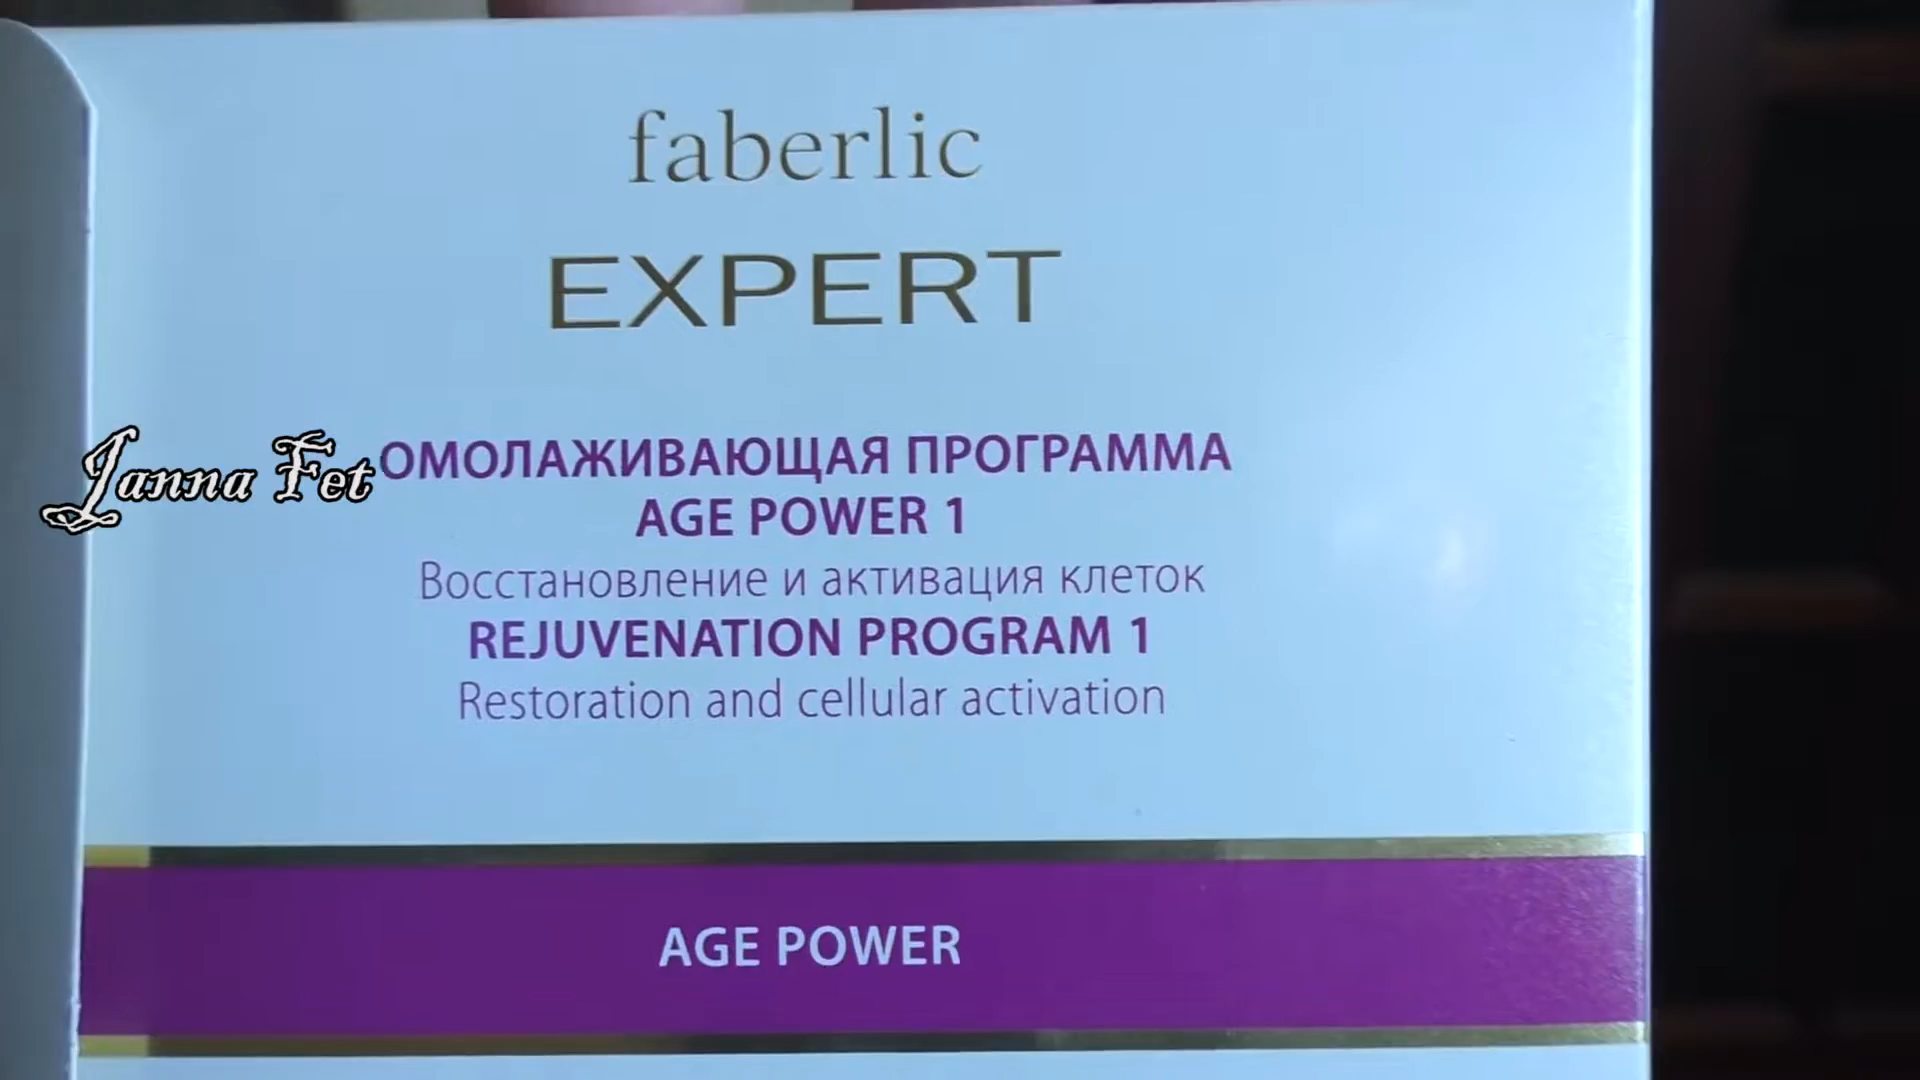 faberlic
EXPERT
Janna Fet
ОМОЛАЖИВАЮЩАЯ ПРОГРАММА
AGE POWER 1
Восстановление и активация клеток
REJUVENATION PROGRAM 1
Restoration and cellular activation
AGE POWER